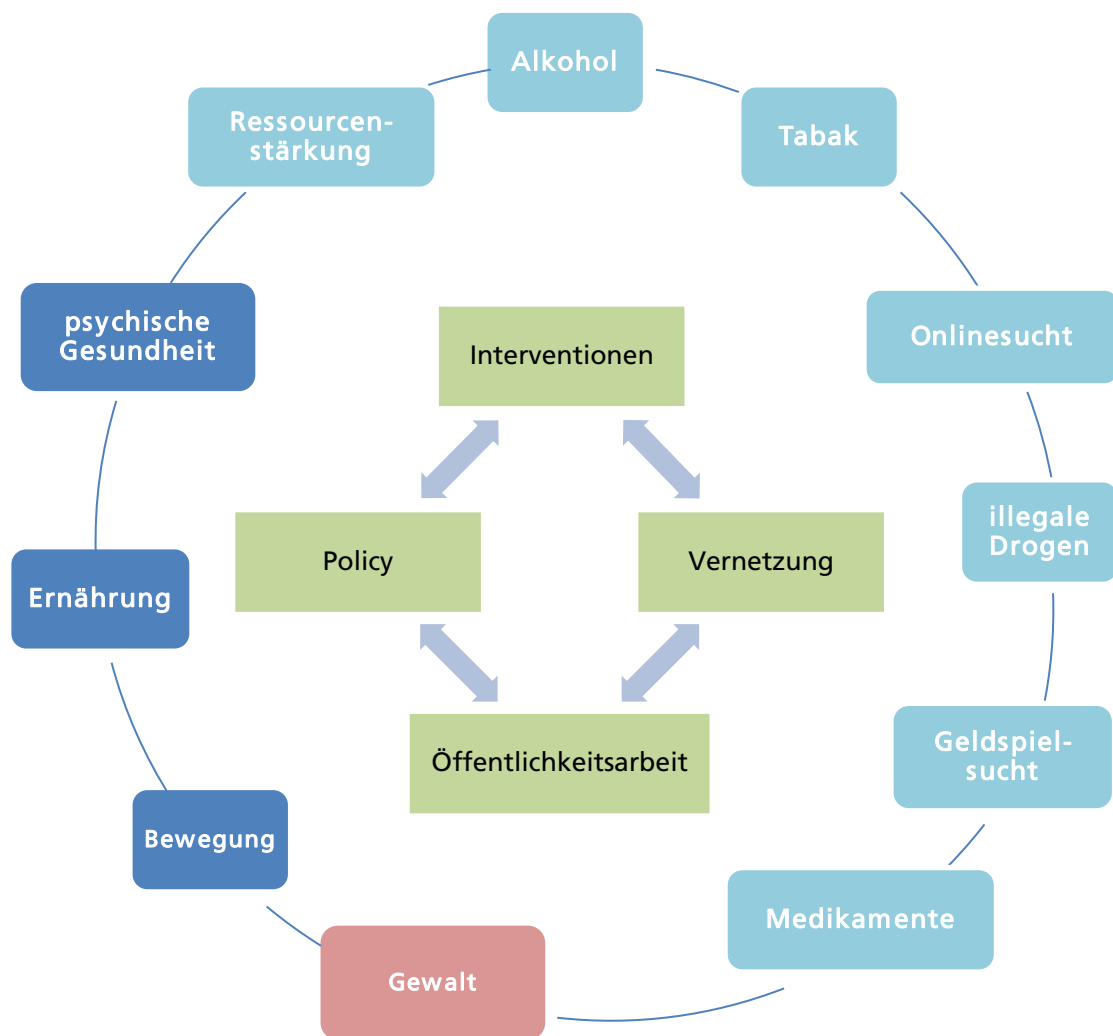 Alkohol
Ressourcen-
stärkung
Tabak
psychische
Gesundheit
Onlinesucht
Interventionen
illegale
Drogen
Policy
Vernetzung
Ernährung
Geldspiel-
sucht
Öffentlichkeitsarbeit
Bewegung
Medikamente
Gewalt